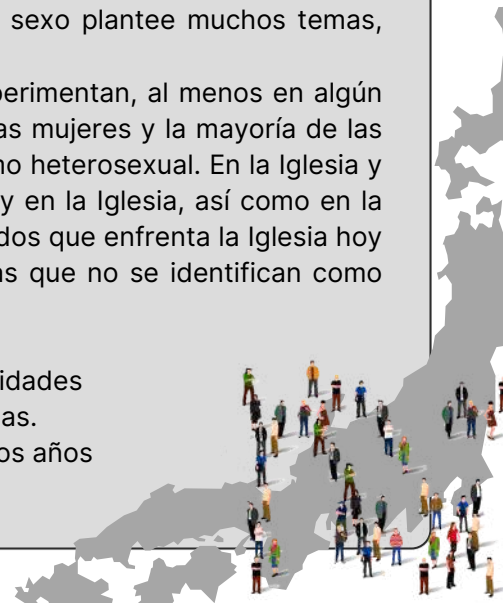 sexo plantee muchos temas,
perimentan, al menos en algún
as mujeres y la mayoría de las
no heterosexual. En la Iglesia y
y en la Iglesia, así como en la
dos que enfrenta la Iglesia hoy
as que no se identifican como
idades
as.
os años